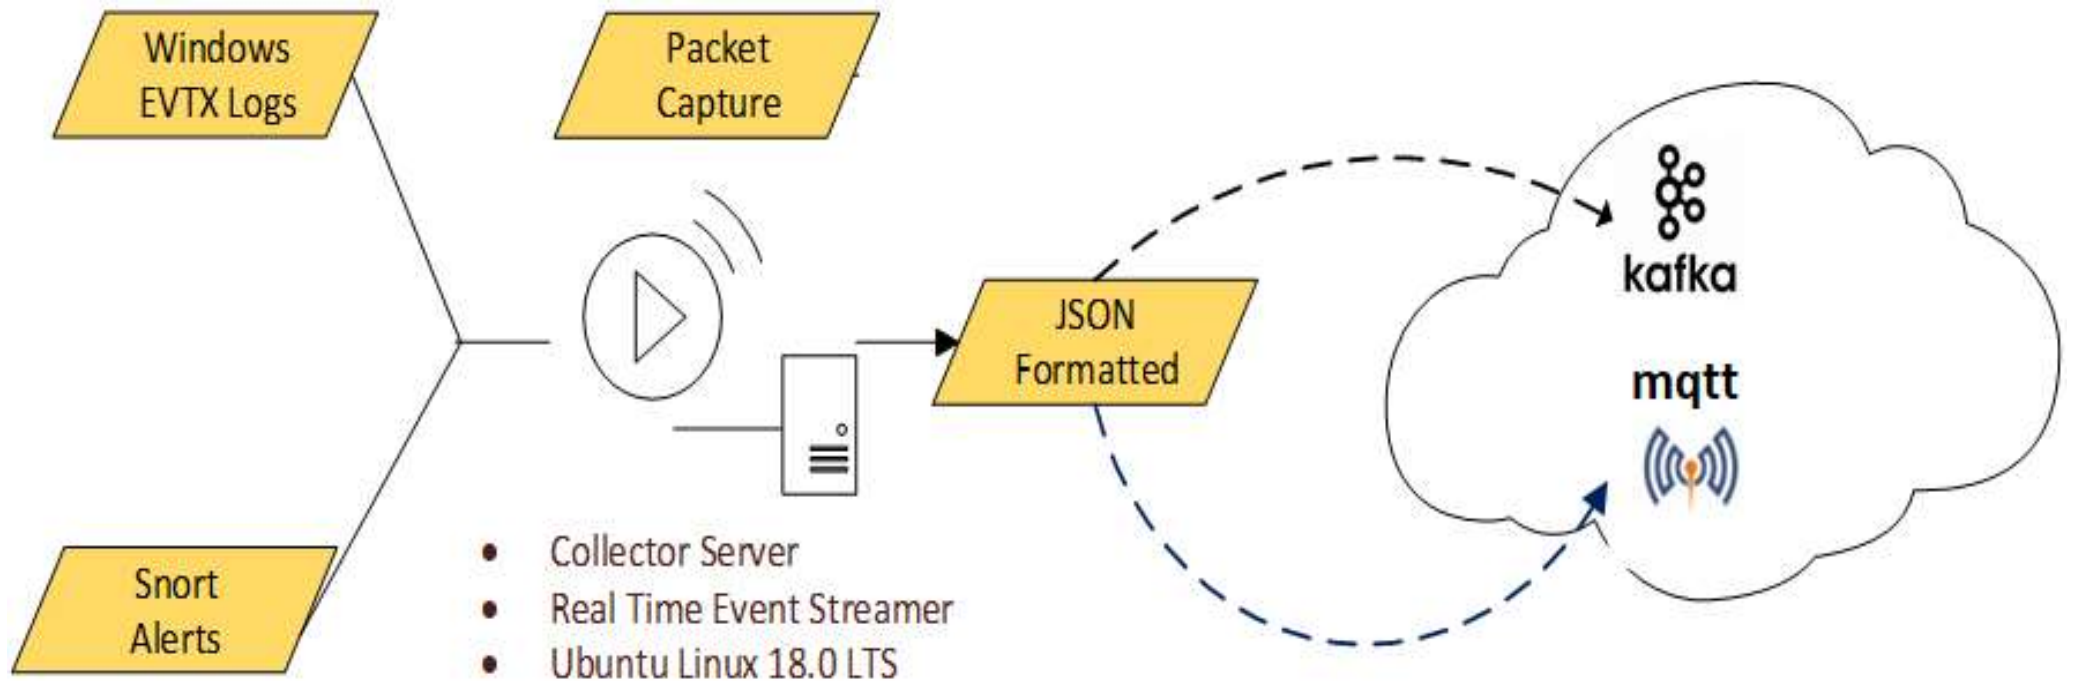 Windows
EVTX Logs
Packet
Capture
kafka
JSON
Formatted
mqtt
Snort
Alerts
• Collector Server
• Real Time Event Streamer
• Ubuntu Linux 18.0 LTS